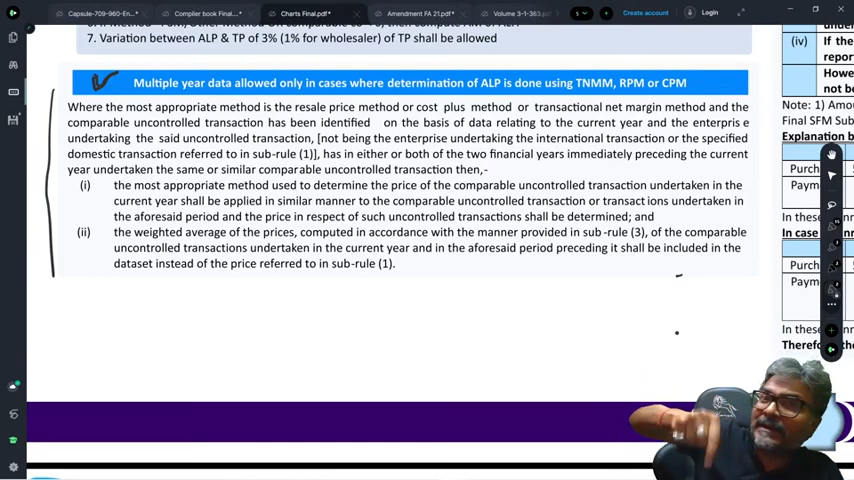 Capsule-709-960-En...*
Compiler book Final....*
Charts Final.pdf*
Amendment FA 21.pdf*
Volume 3-1-363.pd
5
Create account
Login
7. Variation between ALP & TP of 3% (1% for wholesaler) of TP shall be allowed
Multiple year data allowed only in cases where determination of ALP is done using TNMM, RPM or CPM
Where the most appropriate method is the resale price method or cost plus method or transactional net margin method and the
comparable uncontrolled transaction has been identified on the basis of data relating to the current year and the enterpris e
undertaking the said uncontrolled transaction, [not being the enterprise undertaking the international transaction or the specified
domestic transaction referred to in sub-rule (1)], has in either or both of the two financial years immediately preceding the current
year undertaken the same or similar comparable uncontrolled transaction then,-
(i) the most appropriate method used to determine the price of the comparable uncontrolled transaction undertaken in the
current year shall be applied in similar manner to the comparable uncontrolled transaction or transact ions undertaken in
the aforesaid period and the price in respect of such uncontrolled transactions shall be determined; and
(ii) the weighted average of the prices, computed in accordance with the manner provided in sub-rule (3), of the comparable
uncontrolled transactions undertaken in the current year and in the aforesaid period preceding it shall be included in the
dataset instead of the price referred to in sub-rule (1).
(iv) If the
repor
Howe
not be
Note: 1) Amou
Final SFM Sub
Explanation b
Purch
Paym
In these
In case
Purch
Paym
In these
Therefo